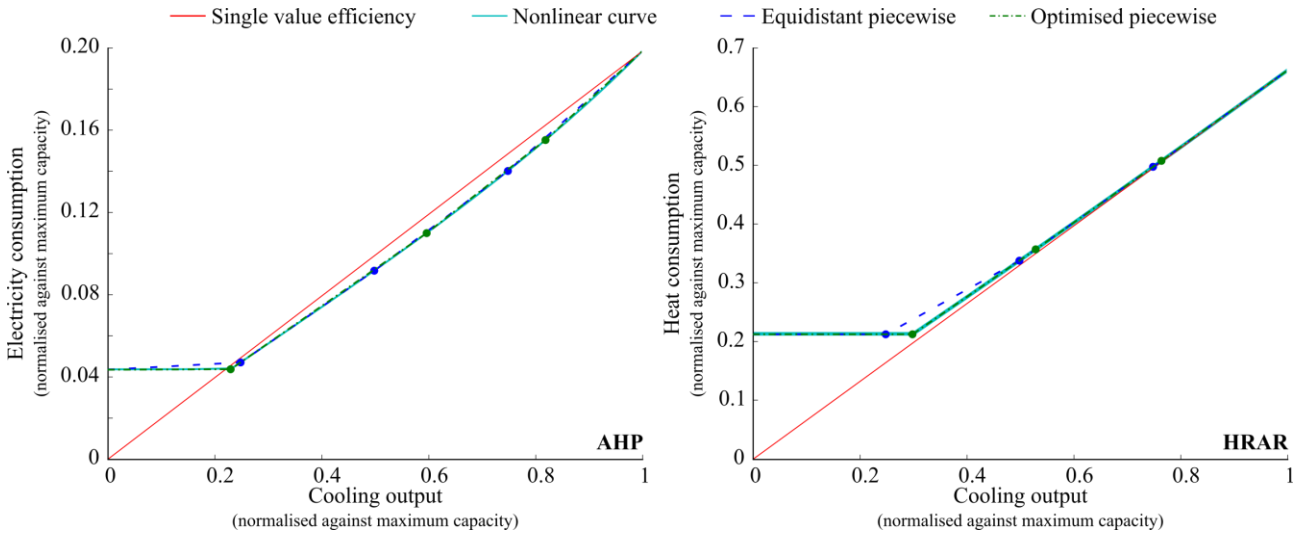 Single value efficiency
Nonlinear curve
Equidistant piecewise
Optimised piecewise
Electricity consumption
(normalised against maximum capacity)
0.20
0.16
0.12
0.08
0.04
0
0.2
0.4
0.6
0.8
1
AHP
Cooling output
(normalised against maximum capacity)
Heat consumption
(normalised against maximum capacity)
0.7
0.6
0.5
0.4
0.3
0.2
0.1
0
0
0.2
0.4
0.6
0.8
1
HRAR
Cooling output
(normalised against maximum capacity)